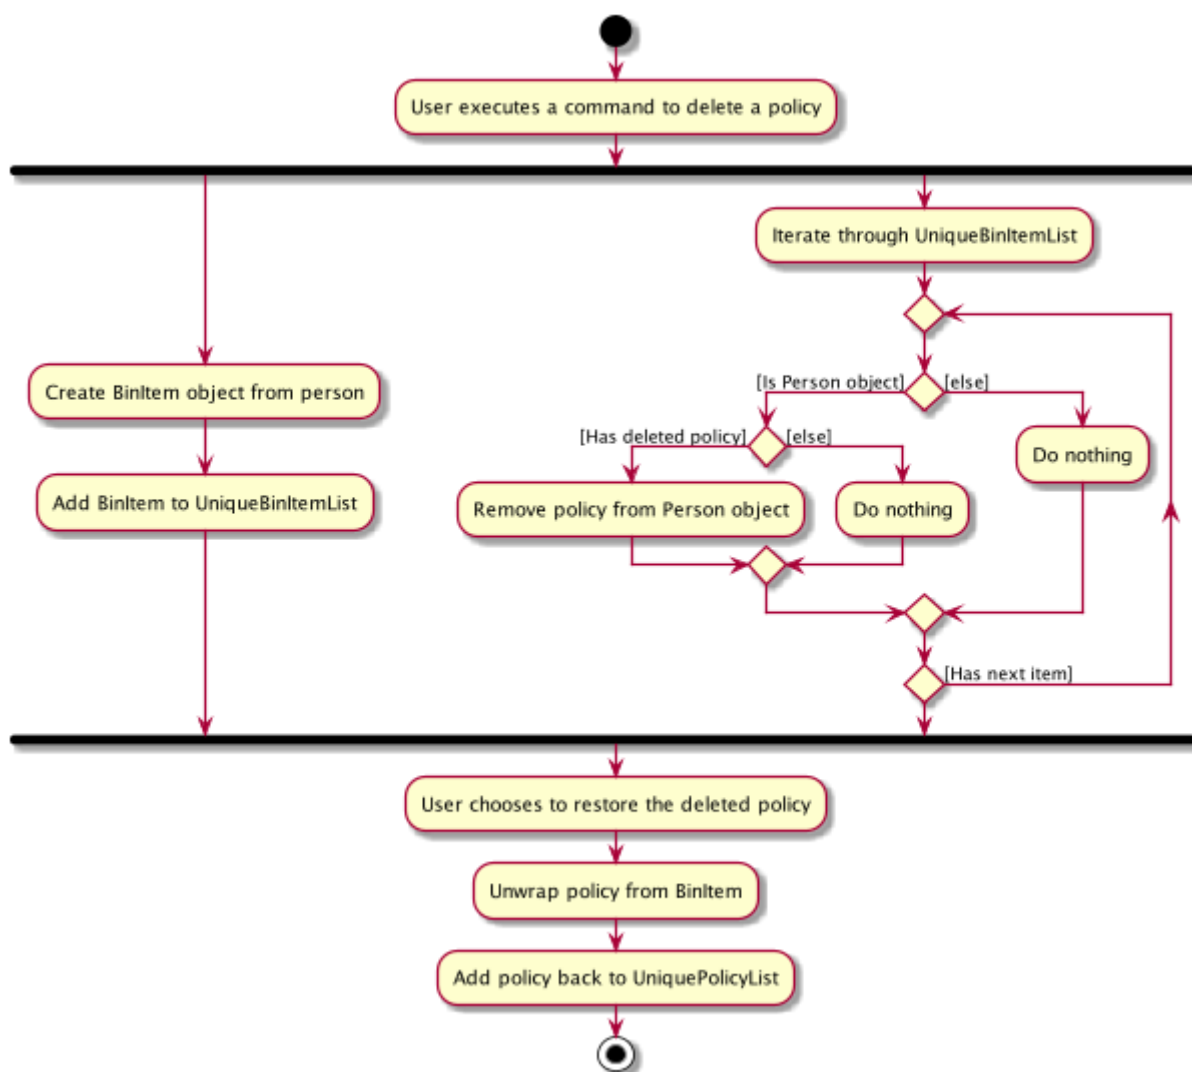 User executes a command to delete a policy
Iterate through UniqueBinItemList
[Is Person object]
[else]
Create BinItem object from person
[Has deleted policy]
[else]
Do nothing
Add BinItem to UniqueBinItemList
Remove policy from Person object
Do nothing
[Has next item]
User chooses to restore the deleted policy
Unwrap policy from BinItem
Add policy back to UniquePolicyList